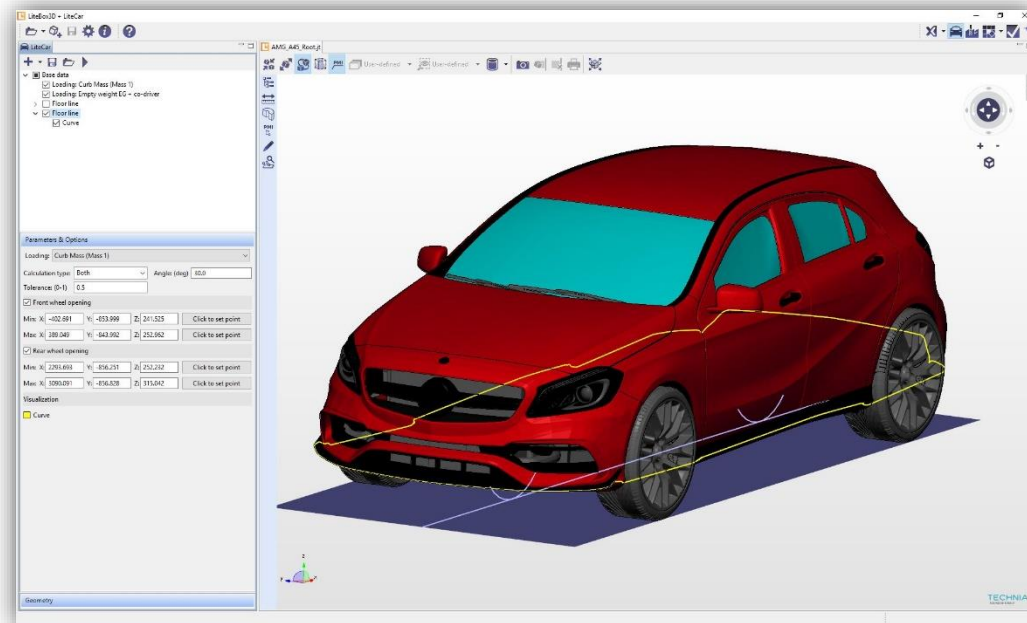 LiteBox3D + LiteCar
LiteCar
AMG_A45_Root.jt
User-defined
User-defined
Base data
Loading: Curb Mass (Mass 1)
Loading: Empty weight EG + co-driver
Floor line
Floor line
Curve
PMI
+ -
Parameters & Options
Loading: Curb Mass (Mass 1)
Calculation type: Both Angle: (deg)
Tolerance: (0-1) 0.5
Front wheel opening
Min: X: -402.691 Y: -853.999 Z: 241.525 Click to set point
Max: X: 389.049 Y: -843.992 Z: 252.962 Click to set point
Rear wheel opening
Min: X: 2293.693 Y: -856.251 Z: 252.232 Click to set point
Max: X: 3090.091 Y: -856.828 Z: 315.042 Click to set point
Visualization
Curve
Geometry
TECHNIA